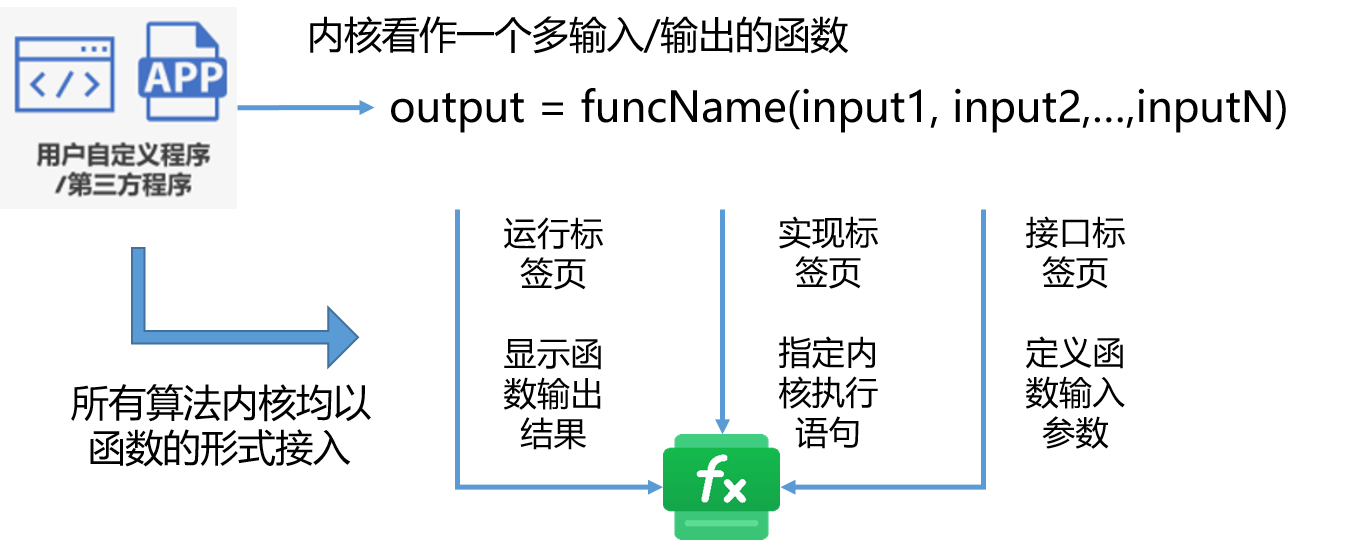 内核看作一个多输入/输出的函数
</>
APP
output = funcName(input1, input2,...,inputN)
用户自定义程序
/第三方程序
运行标
签页
显示函
数输出
结果
实现标
签页
指定内
核执行
语句
接口标
签页
定义函
数输入
参数
所有算法内核均以
函数的形式接入
fx